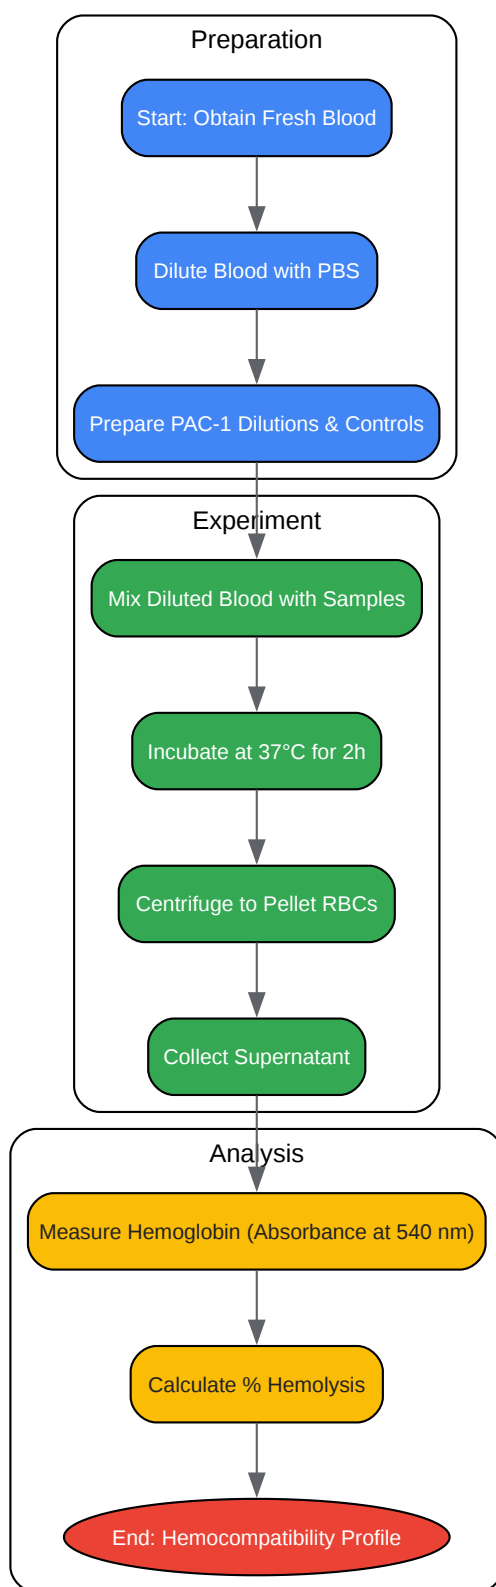 Preparation
Start: Obtain Fresh Blood
Dilute Blood with PBS
Prepare PAC-1 Dilutions & Controls
Experiment
Mix Diluted Blood with Samples
Incubate at 37°C for 2h
Centrifuge to Pellet RBCs
Collect Supernatant
Analysis
Measure Hemoglobin (Absorbance at 540 nm)
Calculate % Hemolysis
End: Hemocompatibility Profile